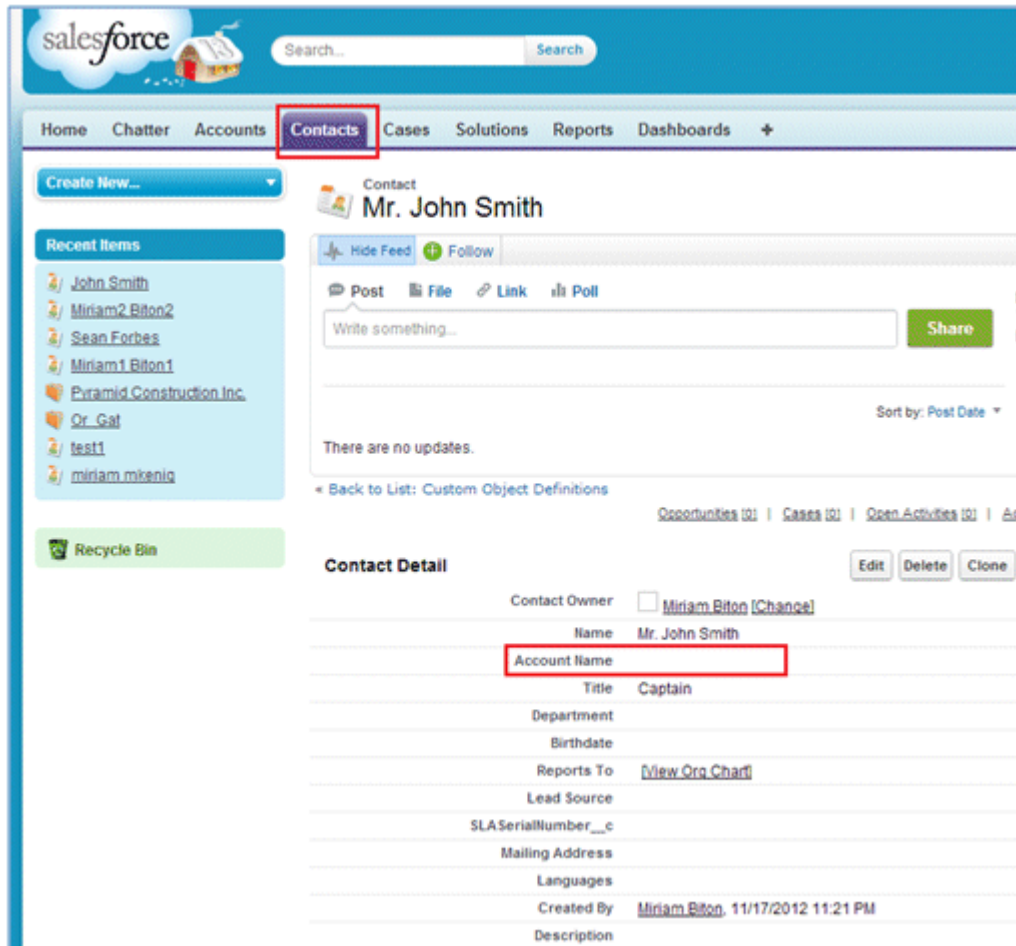 salesforce
Search... Search
Home Chatter Accounts Contacts Cases Solutions Reports Dashboards +
Create New...
Contact
Mr. John Smith
Recent Items
Hide Feed Follow
John Smith
Miriam2 Biton2
Sean Forbes
Miriam1 Biton1
Pyramid Construction Inc.
Or_Gat
test1
miriam mkenig
Post File Link Poll
Write something... Share
Sort by: Post Date
There are no updates.
« Back to List: Custom Object Definitions
Opportunities [0] | Cases [0] | Open Activities [0] |
Recycle Bin
Contact Detail Edit Delete Clone
Contact Owner Miriam Biton [Change]
Name Mr. John Smith
Account Name
Title Captain
Department
Birthdate
Reports To [View Org Chart]
Lead Source
SLASerialNumber__c
Mailing Address
Languages
Created By Miriam Biton, 11/17/2012 11:21 PM
Description